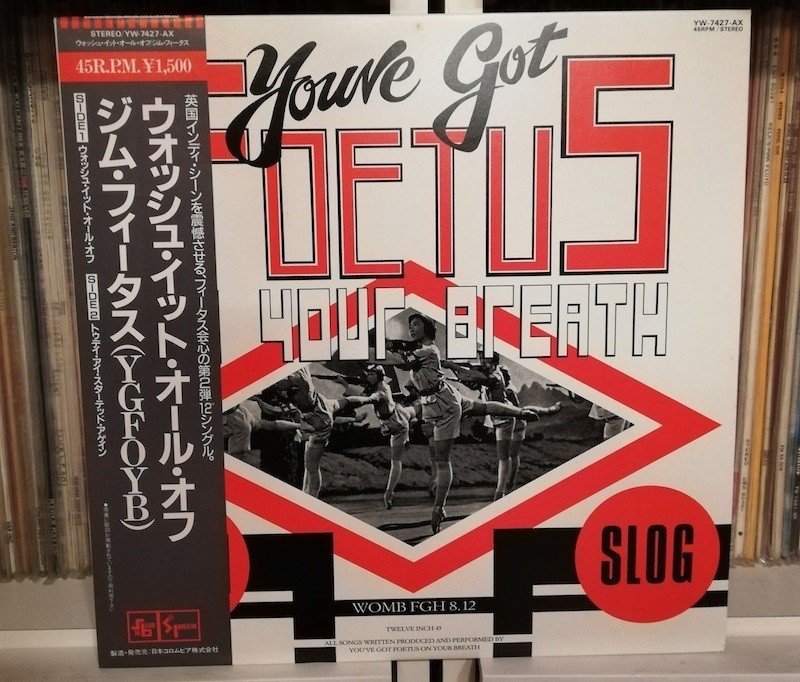 STEREO/YW-7427-AX
ウォッシュ・イット・オール・オフ/ジム・フィータス
45R.P.M. ¥1,500
英国インディ・シーンを震憾させる、フィータス会心の第2弾12シングル。
ウォッシュ・イット・オール・オフ
ジム・フィータス(YGFOYB)
SIDE1 ウォッシュ・イット・オール・オフ
SIDE2 トゥデイ・アイ・スターテッド・アゲイン
製造・発売元:日本コロムビア株式会社
YW-7427-AX
45RPM / STEREO
You've Got
FOETUS
YOUR BREATH
SLOG
WOMB FGH 8.12
TWELVE INCH 45
ALL SONGS WRITTEN PRODUCED AND PERFORMED BY
YOU'VE GOT FOETUS ON YOUR BREATH